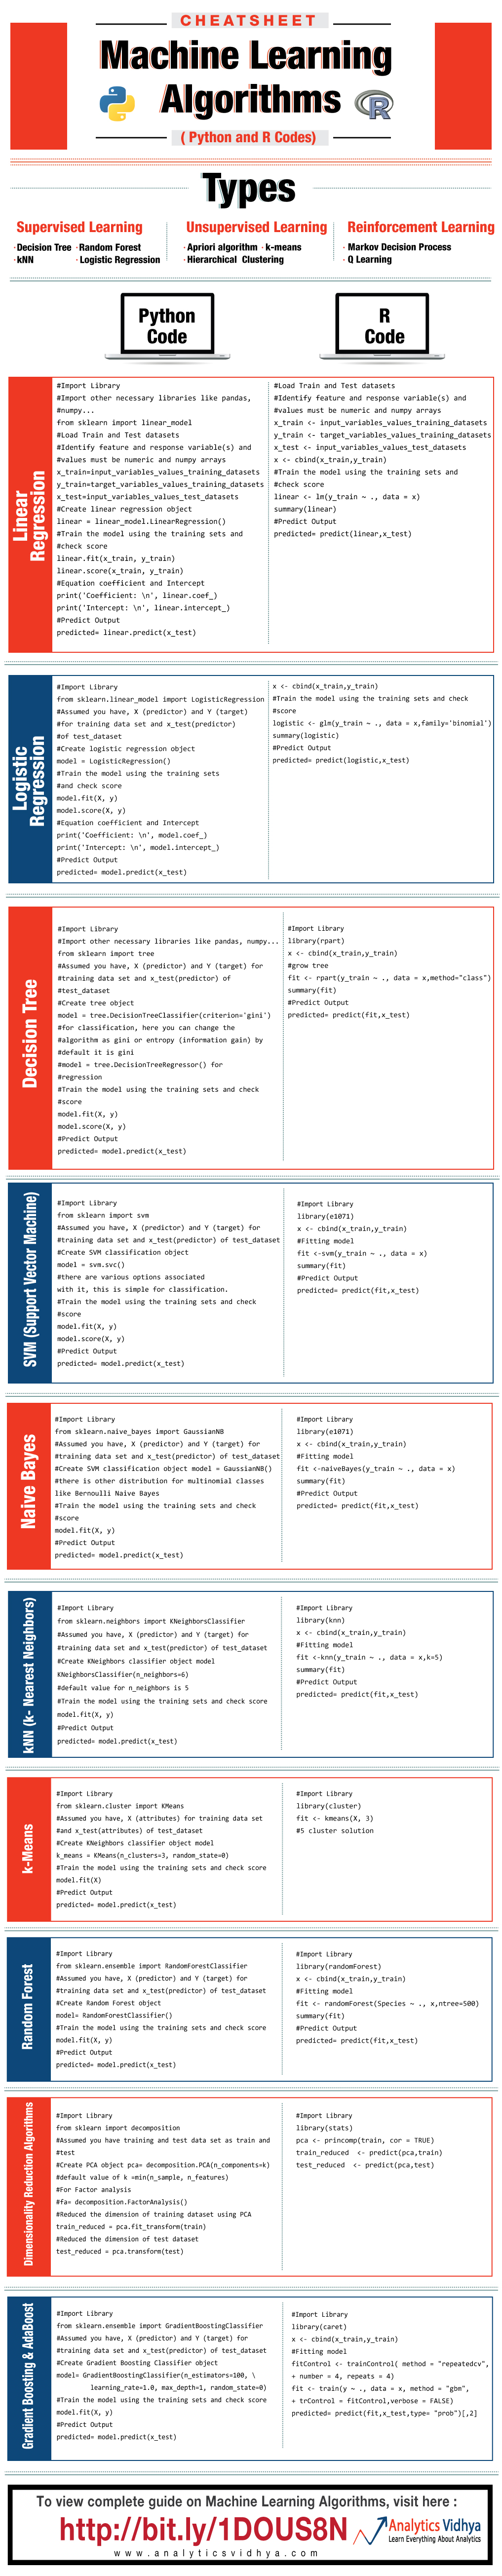 CHEATSHEET
Machine Learning
Algorithms
( Python and R Codes)
Types
Supervised Learning
·Decision Tree ·Random Forest
·kNN ·Logistic Regression
Unsupervised Learning
·Apriori algorithm ·k-means
·Hierarchical Clustering
Reinforcement Learning
· Markov Decision Process
· Q Learning
Python
Code
R
Code
Linear
Regression
#Import Library
#Import other necessary libraries like pandas,
#numpy...
from sklearn import linear_model
#Load Train and Test datasets
#Identify feature and response variable(s) and
#values must be numeric and numpy arrays
x_train=input_variables_values_training_datasets
y_train=target_variables_values_training_datasets
x_test=input_variables_values_test_datasets
#Create linear regression object
linear = linear_model.LinearRegression()
#Train the model using the training sets and
#check score
linear.fit(x_train, y_train)
linear.score(x_train, y_train)
#Equation coefficient and Intercept
print('Coefficient: \n', linear.coef_)
print('Intercept: \n', linear.intercept_)
#Predict Output
predicted= linear.predict(x_test)
#Load Train and Test datasets
#Identify feature and response variable(s) and
#values must be numeric and numpy arrays
x_train <- input_variables_values_training_datasets
y_train <- target_variables_values_training_datasets
x_test <- input_variables_values_test_datasets
x <- cbind(x_train,y_train)
#Train the model using the training sets and
#check score
linear <- lm(y_train ~ ., data = x)
summary(linear)
#Predict Output
predicted= predict(linear,x_test)
Logistic
Regression
#Import Library
from sklearn.linear_model import LogisticRegression
#Assumed you have, X (predictor) and Y (target)
#for training data set and x_test(predictor)
#of test_dataset
#Create logistic regression object
model = LogisticRegression()
#Train the model using the training sets
#and check score
model.fit(X, y)
model.score(X, y)
#Equation coefficient and Intercept
print('Coefficient: \n', model.coef_)
print('Intercept: \n', model.intercept_)
#Predict Output
predicted= model.predict(x_test)
x <- cbind(x_train,y_train)
#Train the model using the training sets and check
#score
logistic <- glm(y_train ~ ., data = x,family='binomial')
summary(logistic)
#Predict Output
predicted= predict(logistic,x_test)
Decision Tree
#Import Library
#Import other necessary libraries like pandas, numpy...
from sklearn import tree
#Assumed you have, X (predictor) and Y (target) for
#training data set and x_test(predictor) of
#test_dataset
#Create tree object
model = tree.DecisionTreeClassifier(criterion='gini')
#for classification, here you can change the
#algorithm as gini or entropy (information gain) by
#default it is gini
#model = tree.DecisionTreeRegressor() for
#regression
#Train the model using the training sets and check
#score
model.fit(X, y)
model.score(X, y)
#Predict Output
predicted= model.predict(x_test)
#Import Library
library(rpart)
x <- cbind(x_train,y_train)
#grow tree
fit <- rpart(y_train ~ ., data = x,method="class")
summary(fit)
#Predict Output
predicted= predict(fit,x_test)
SVM (Support Vector Machine)
#Import Library
from sklearn import svm
#Assumed you have, X (predictor) and Y (target) for
#training data set and x_test(predictor) of test_dataset
#Create SVM classification object
model = svm.svc()
#there are various options associated
with it, this is simple for classification.
#Train the model using the training sets and check
#score
model.fit(X, y)
model.score(X, y)
#Predict Output
predicted= model.predict(x_test)
#Import Library
library(e1071)
x <- cbind(x_train,y_train)
#Fitting model
fit <-svm(y_train ~ ., data = x)
summary(fit)
#Predict Output
predicted= predict(fit,x_test)
Naive Bayes
#Import Library
from sklearn.naive_bayes import GaussianNB
#Assumed you have, X (predictor) and Y (target) for
#training data set and x_test(predictor) of test_dataset
#Create SVM classification object model = GaussianNB()
#there is other distribution for multinomial classes
like Bernoulli Naive Bayes
#Train the model using the training sets and check
#score
model.fit(X, y)
#Predict Output
predicted= model.predict(x_test)
#Import Library
library(e1071)
x <- cbind(x_train,y_train)
#Fitting model
fit <-naiveBayes(y_train ~ ., data = x)
summary(fit)
#Predict Output
predicted= predict(fit,x_test)
kNN (k- Nearest Neighbors)
#Import Library
from sklearn.neighbors import KNeighborsClassifier
#Assumed you have, X (predictor) and Y (target) for
#training data set and x_test(predictor) of test_dataset
#Create KNeighbors classifier object model
KNeighborsClassifier(n_neighbors=6)
#default value for n_neighbors is 5
#Train the model using the training sets and check score
model.fit(X, y)
#Predict Output
predicted= model.predict(x_test)
#Import Library
library(knn)
x <- cbind(x_train,y_train)
#Fitting model
fit <-knn(y_train ~ ., data = x,k=5)
summary(fit)
#Predict Output
predicted= predict(fit,x_test)
k-Means
#Import Library
from sklearn.cluster import KMeans
#Assumed you have, X (attributes) for training data set
#and x_test(attributes) of test_dataset
#Create KNeighbors classifier object model
k_means = KMeans(n_clusters=3, random_state=0)
#Train the model using the training sets and check score
model.fit(X)
#Predict Output
predicted= model.predict(x_test)
#Import Library
library(cluster)
fit <- kmeans(X, 3)
#5 cluster solution
Random Forest
#Import Library
from sklearn.ensemble import RandomForestClassifier
#Assumed you have, X (predictor) and Y (target) for
#training data set and x_test(predictor) of test_dataset
#Create Random Forest object
model= RandomForestClassifier()
#Train the model using the training sets and check score
model.fit(X, y)
#Predict Output
predicted= model.predict(x_test)
#Import Library
library(randomForest)
x <- cbind(x_train,y_train)
#Fitting model
fit <- randomForest(Species ~ ., x,ntree=500)
summary(fit)
#Predict Output
predicted= predict(fit,x_test)
Dimensionality Reduction Algorithms
#Import Library
from sklearn import decomposition
#Assumed you have training and test data set as train and
#test
#Create PCA object pca= decomposition.PCA(n_components=k)
#default value of k =min(n_sample, n_features)
#For Factor analysis
#fa= decomposition.FactorAnalysis()
#Reduced the dimension of training dataset using PCA
train_reduced = pca.fit_transform(train)
#Reduced the dimension of test dataset
test_reduced = pca.transform(test)
#Import Library
library(stats)
pca <- princomp(train, cor = TRUE)
train_reduced <- predict(pca,train)
test_reduced <- predict(pca,test)
Gradient Boosting & AdaBoost
#Import Library
from sklearn.ensemble import GradientBoostingClassifier
#Assumed you have, X (predictor) and Y (target) for
#training data set and x_test(predictor) of test_dataset
#Create Gradient Boosting Classifier object
model= GradientBoostingClassifier(n_estimators=100, \
learning_rate=1.0, max_depth=1, random_state=0)
#Train the model using the training sets and check score
model.fit(X, y)
#Predict Output
predicted= model.predict(x_test)
#Import Library
library(caret)
x <- cbind(x_train,y_train)
#Fitting model
fitControl <- trainControl( method = "repeatedcv",
+ number = 4, repeats = 4)
fit <- train(y ~ ., data = x, method = "gbm",
+ trControl = fitControl,verbose = FALSE)
predicted= predict(fit,x_test,type= "prob")[,2]
To view complete guide on Machine Learning Algorithms, visit here :
http://bit.ly/1DOUS8N
Analytics Vidhya
Learn Everything About Analytics
www.analyticsvidhya.com